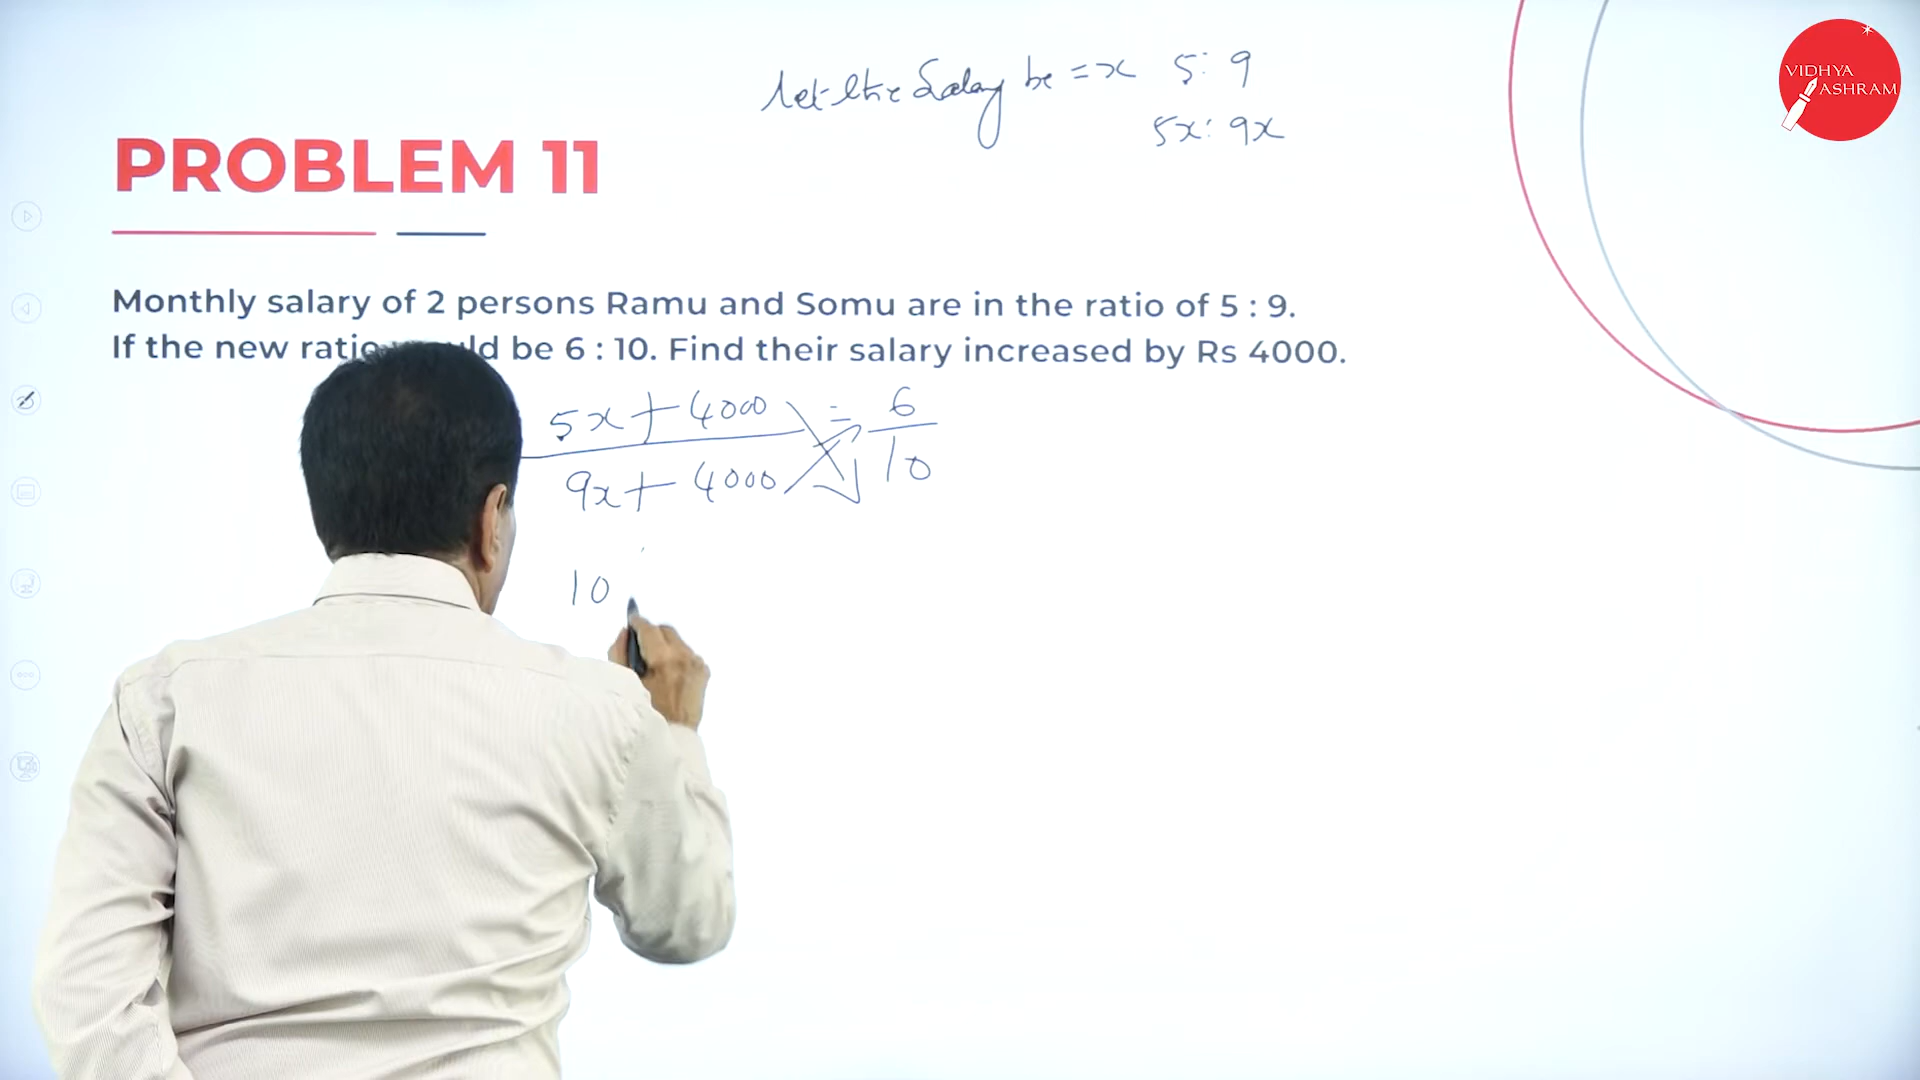 Let the Salary be = x 5 : 9
5x : 9x
VIDHYA
ASHRAM
PROBLEM 11
Monthly salary of 2 persons Ramu and Somu are in the ratio of 5 : 9.
If the new ratio be 6 : 10. Find their salary increased by Rs 4000.
5x + 4000 = 6
9x + 4000 10
10